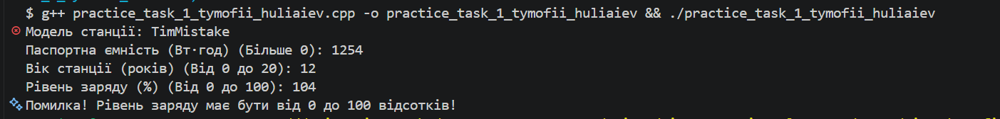 $ g++ practice_task_1_tymofii_huliaiev.cpp -o practice_task_1_tymofii_huliaiev && ./practice_task_1_tymofii_huliaiev
Модель станції: TimMistake
Паспортна ємність (Вт·год) (Більше 0): 1254
Вік станції (років) (Від 0 до 20): 12
Рівень заряду (%) (Від 0 до 100): 104
Помилка! Рівень заряду має бути від 0 до 100 відсотків!